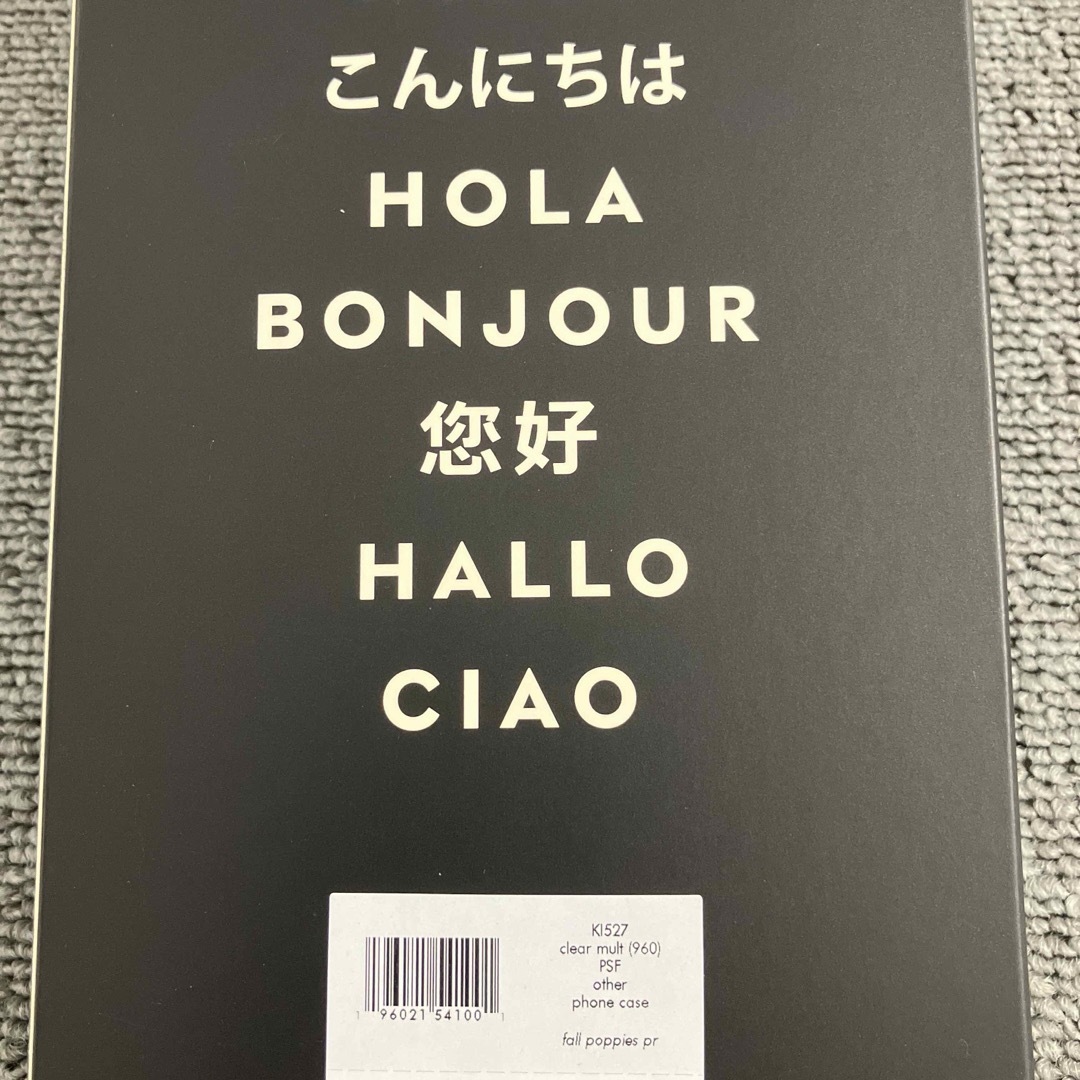 こんにちは
HOLA
BONJOUR
您好
HALLO
CIAO
KI527
clear mult (960)
PSF
other
phone case
1 96021 54100 1
fall poppies pr